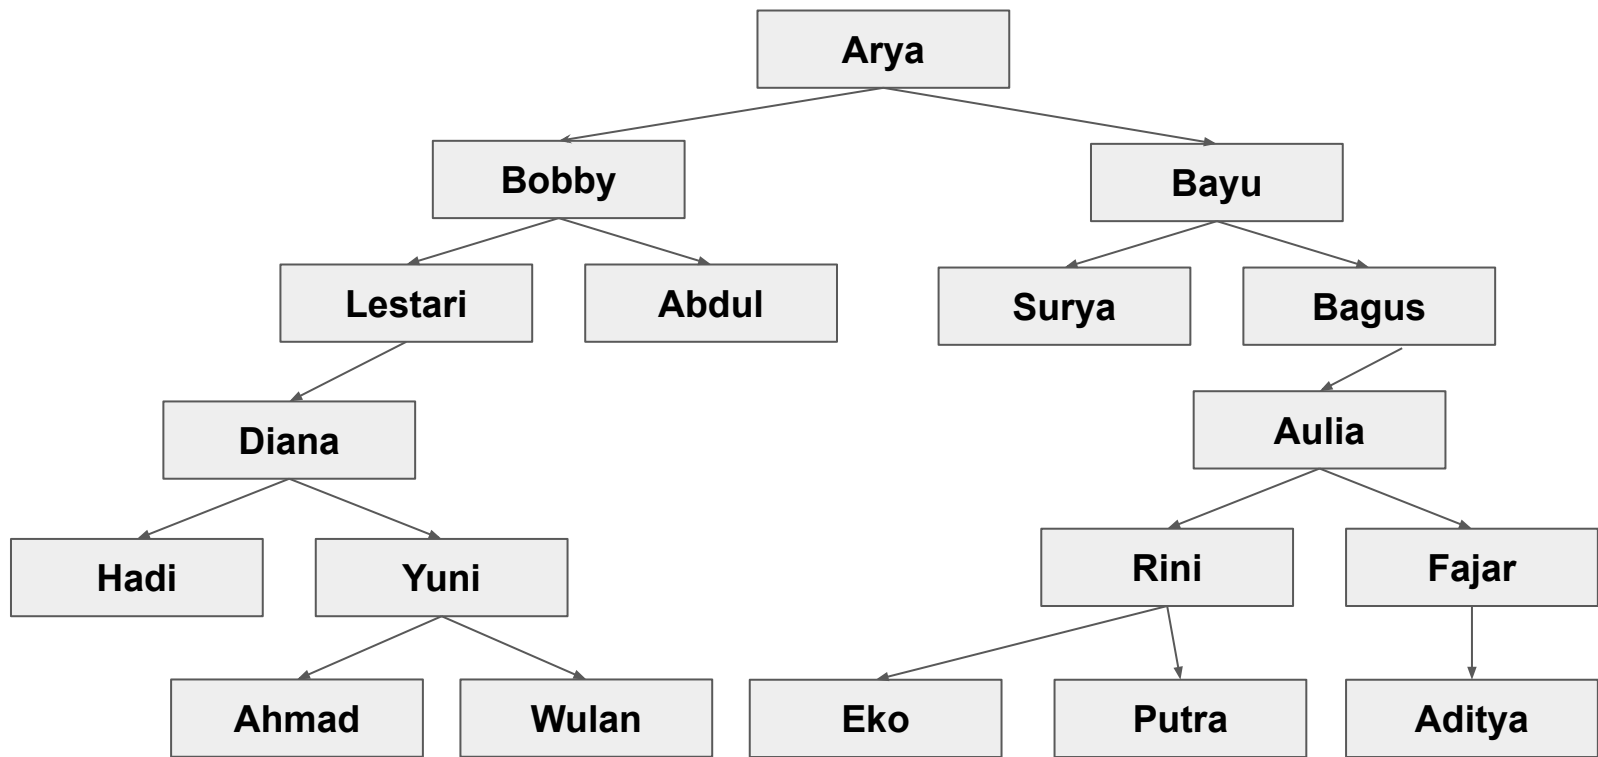 Arya
Bobby
Bayu
Lestari
Abdul
Surya
Bagus
Diana
Aulia
Hadi
Yuni
Rini
Fajar
Ahmad
Wulan
Eko
Putra
Aditya